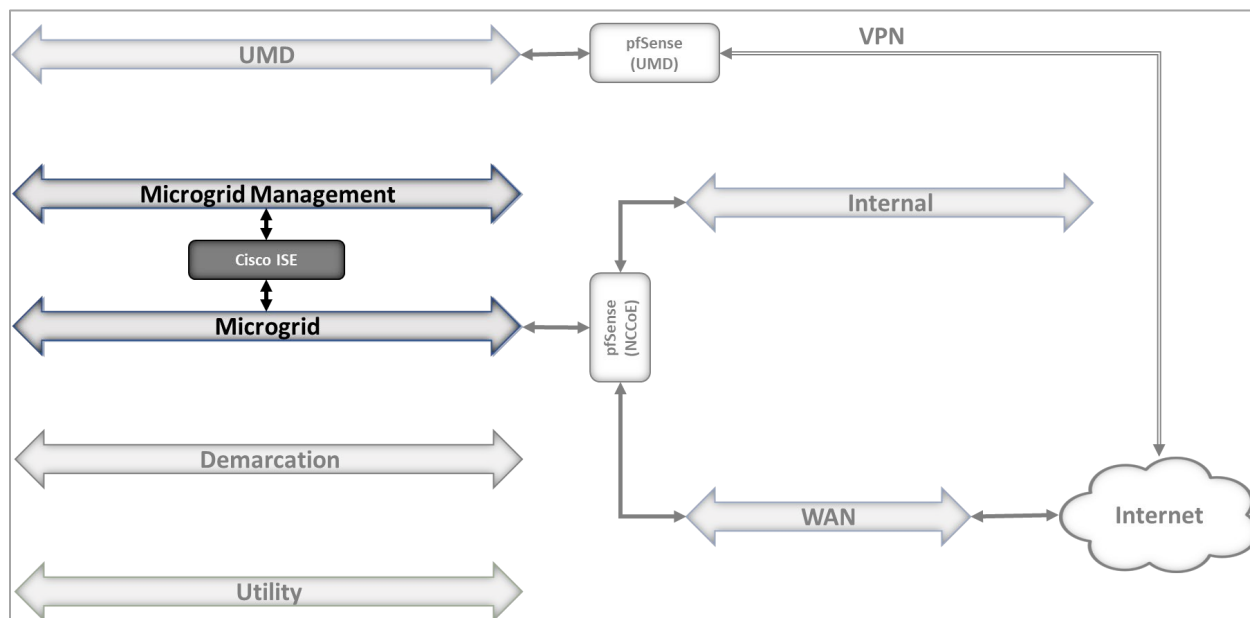 UMD
pfSense
(UMD)
VPN
Microgrid Management
Internal
Cisco ISE
Microgrid
pfSense
(NCCoE)
Demarcation
WAN
Internet
Utility